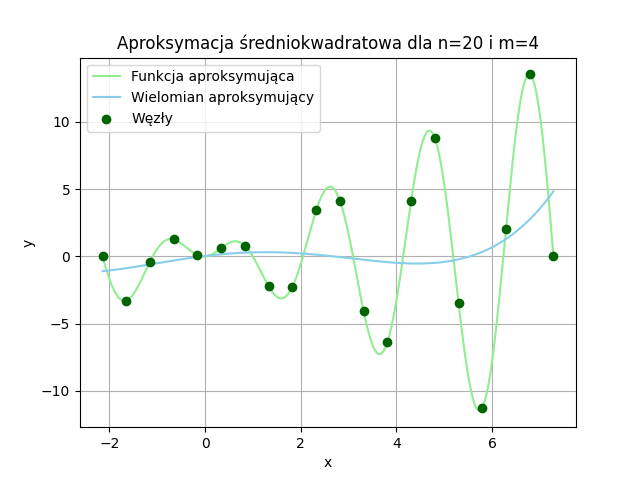 Aproksymacja średniokwadratowa dla n=20 i m=4
Funkcja aproksymująca
Wielomian aproksymujący
Węzły
10
5
0
−5
−10
y
−2
0
2
4
6
x